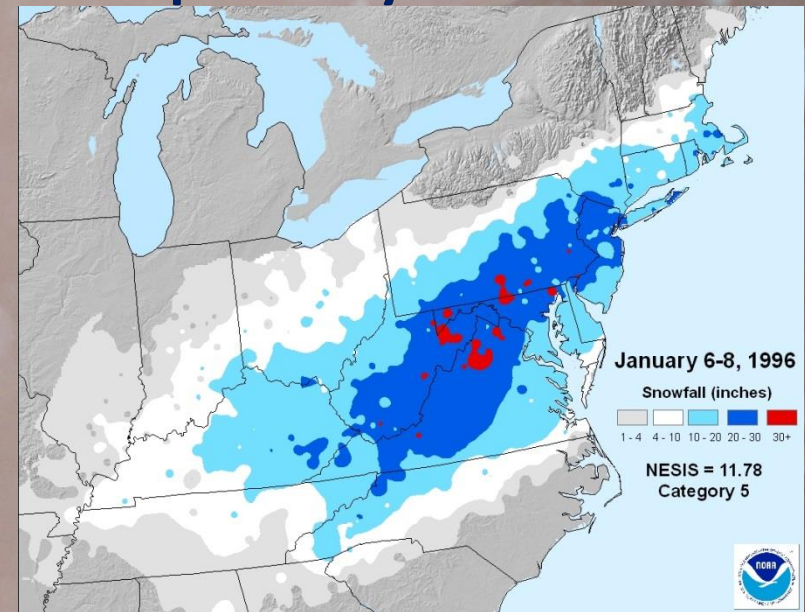 January 6-8, 1996
Snowfall (inches)
1 - 4 4 - 10 10 - 20 20 - 30 30+
NESIS = 11.78
Category 5
noaa